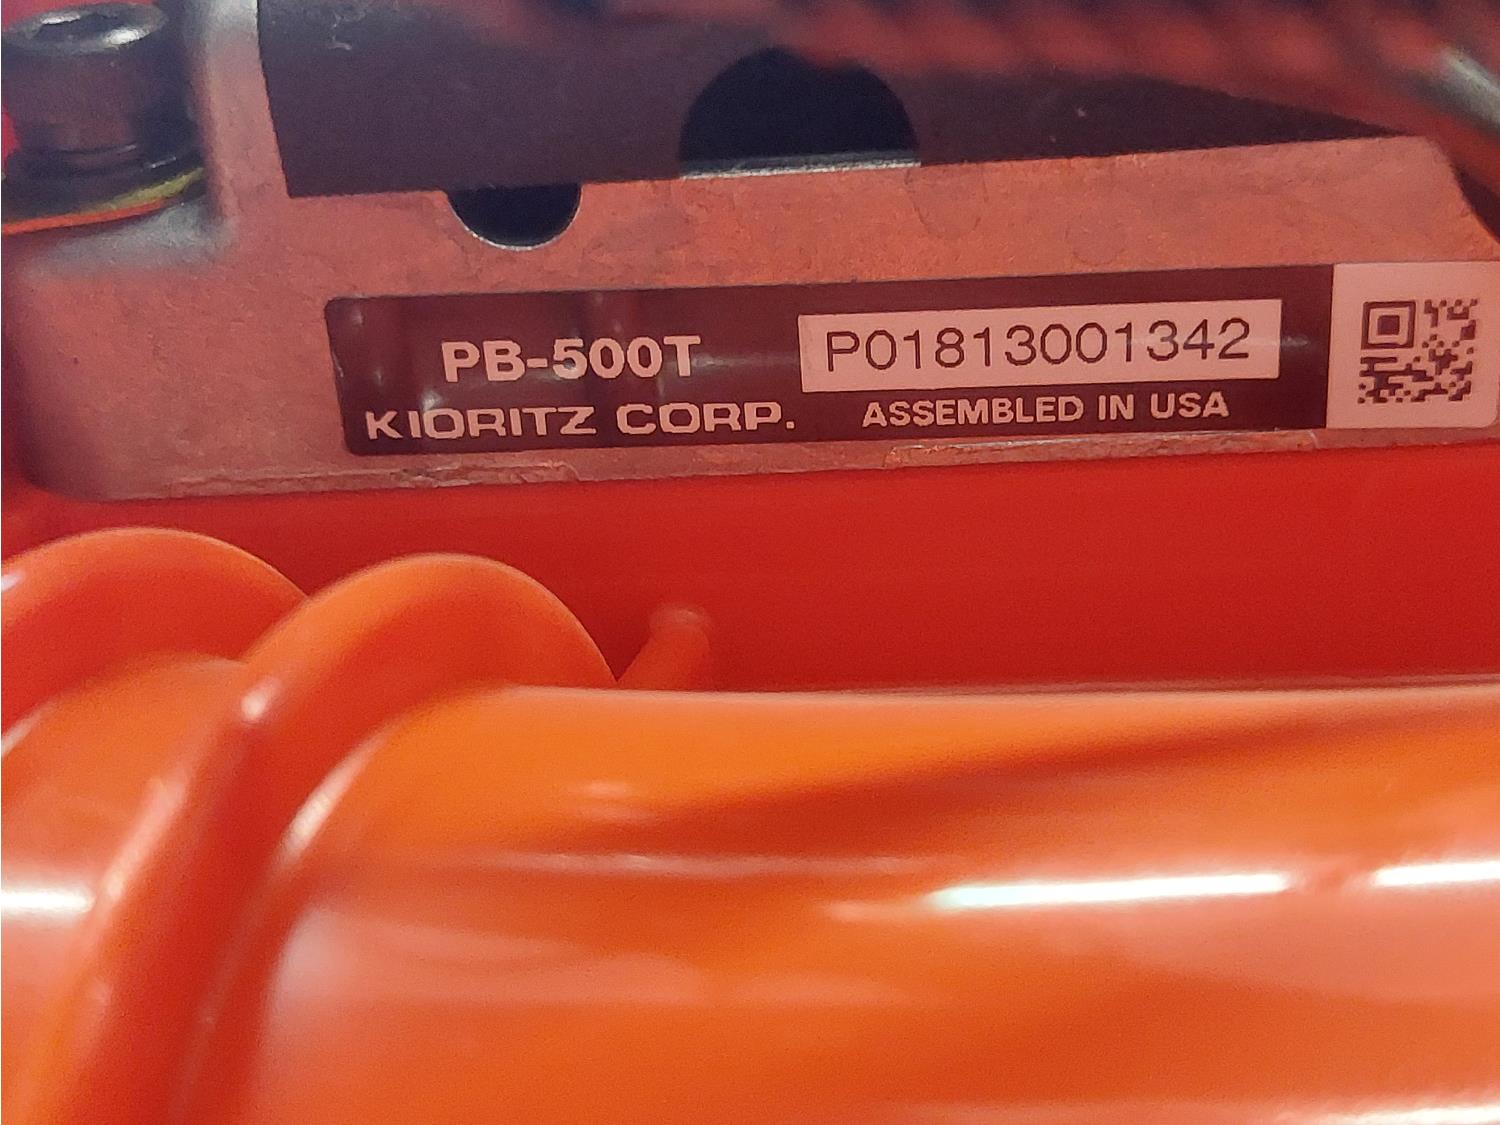 PB-500T P01813001342
KIORITZ CORP. ASSEMBLED IN USA